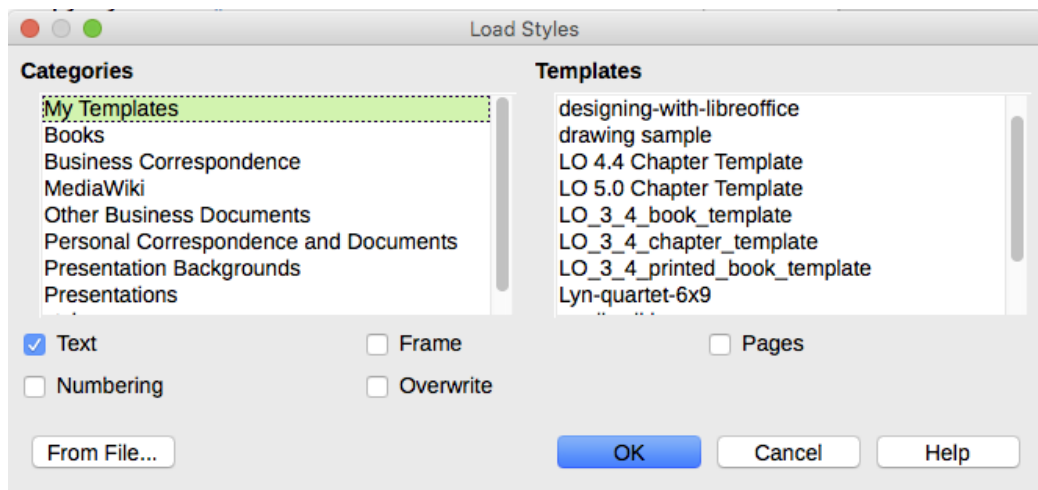 Load Styles
Categories
My Templates
Books
Business Correspondence
MediaWiki
Other Business Documents
Personal Correspondence and Documents
Presentation Backgrounds
Presentations
Templates
designing-with-libreoffice
drawing sample
LO 4.4 Chapter Template
LO 5.0 Chapter Template
LO_3_4_book_template
LO_3_4_chapter_template
LO_3_4_printed_book_template
Lyn-quartet-6x9
Text Frame Pages
Numbering Overwrite
From File... OK Cancel Help